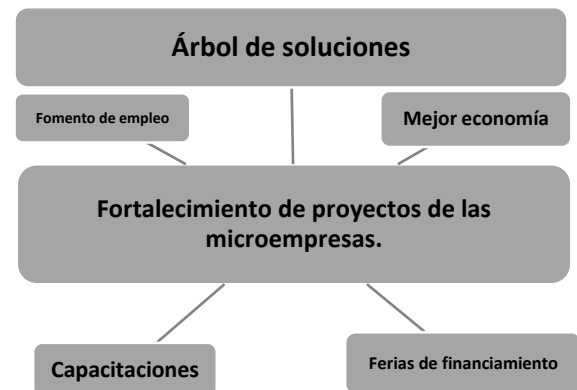 Árbol de soluciones
Fomento de empleo
Mejor economía
Fortalecimiento de proyectos de las
microempresas.
Capacitaciones
Ferias de financiamiento